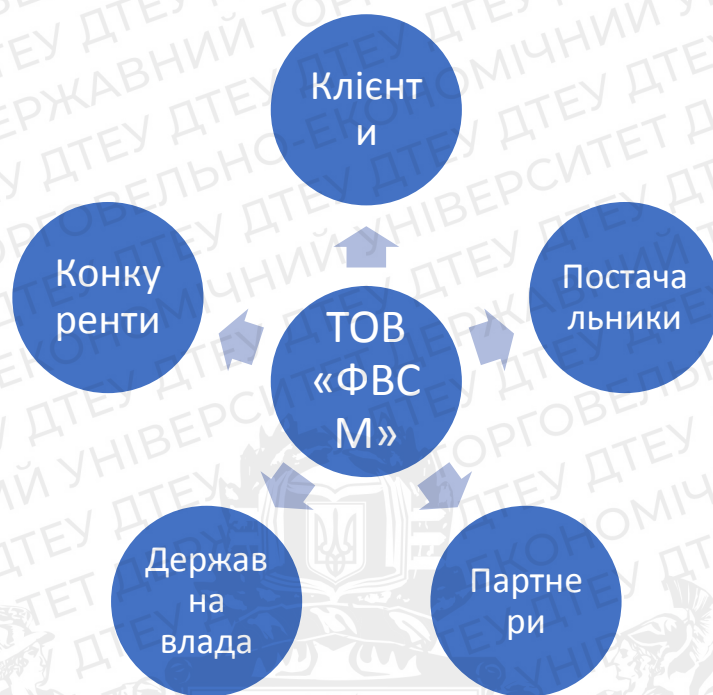 Клієнт
и
Конку
ренти
Постача
льники
ТОВ
«ФВС
М»
Держав
на
влада
Партне
ри